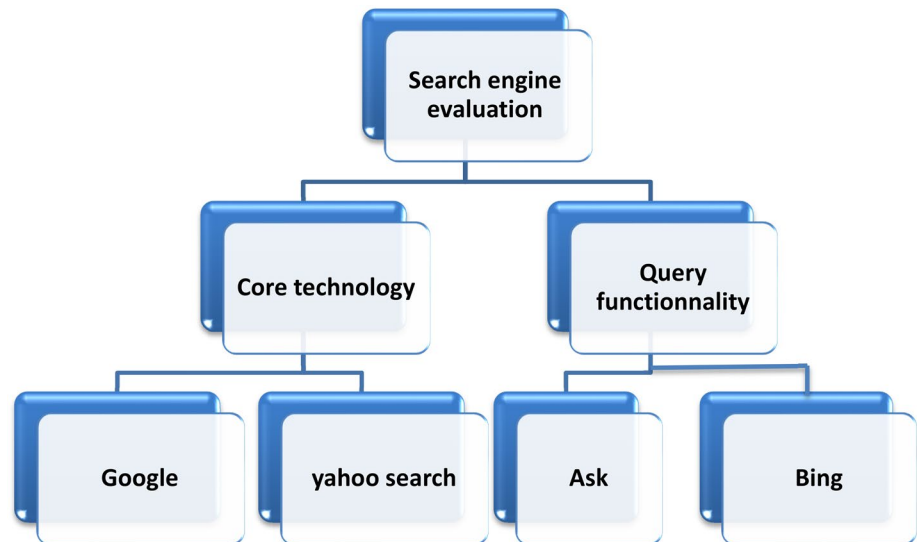 Search engine
evaluation
Core technology
Query
functionnality
Google
yahoo search
Ask
Bing